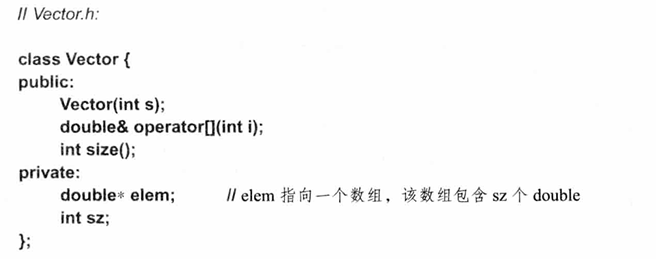 // Vector.h:
class Vector {
public:
Vector(int s);
double& operator[](int i);
int size();
private:
double* elem; // elem 指向一个数组，该数组包含 sz 个 double
int sz;
};